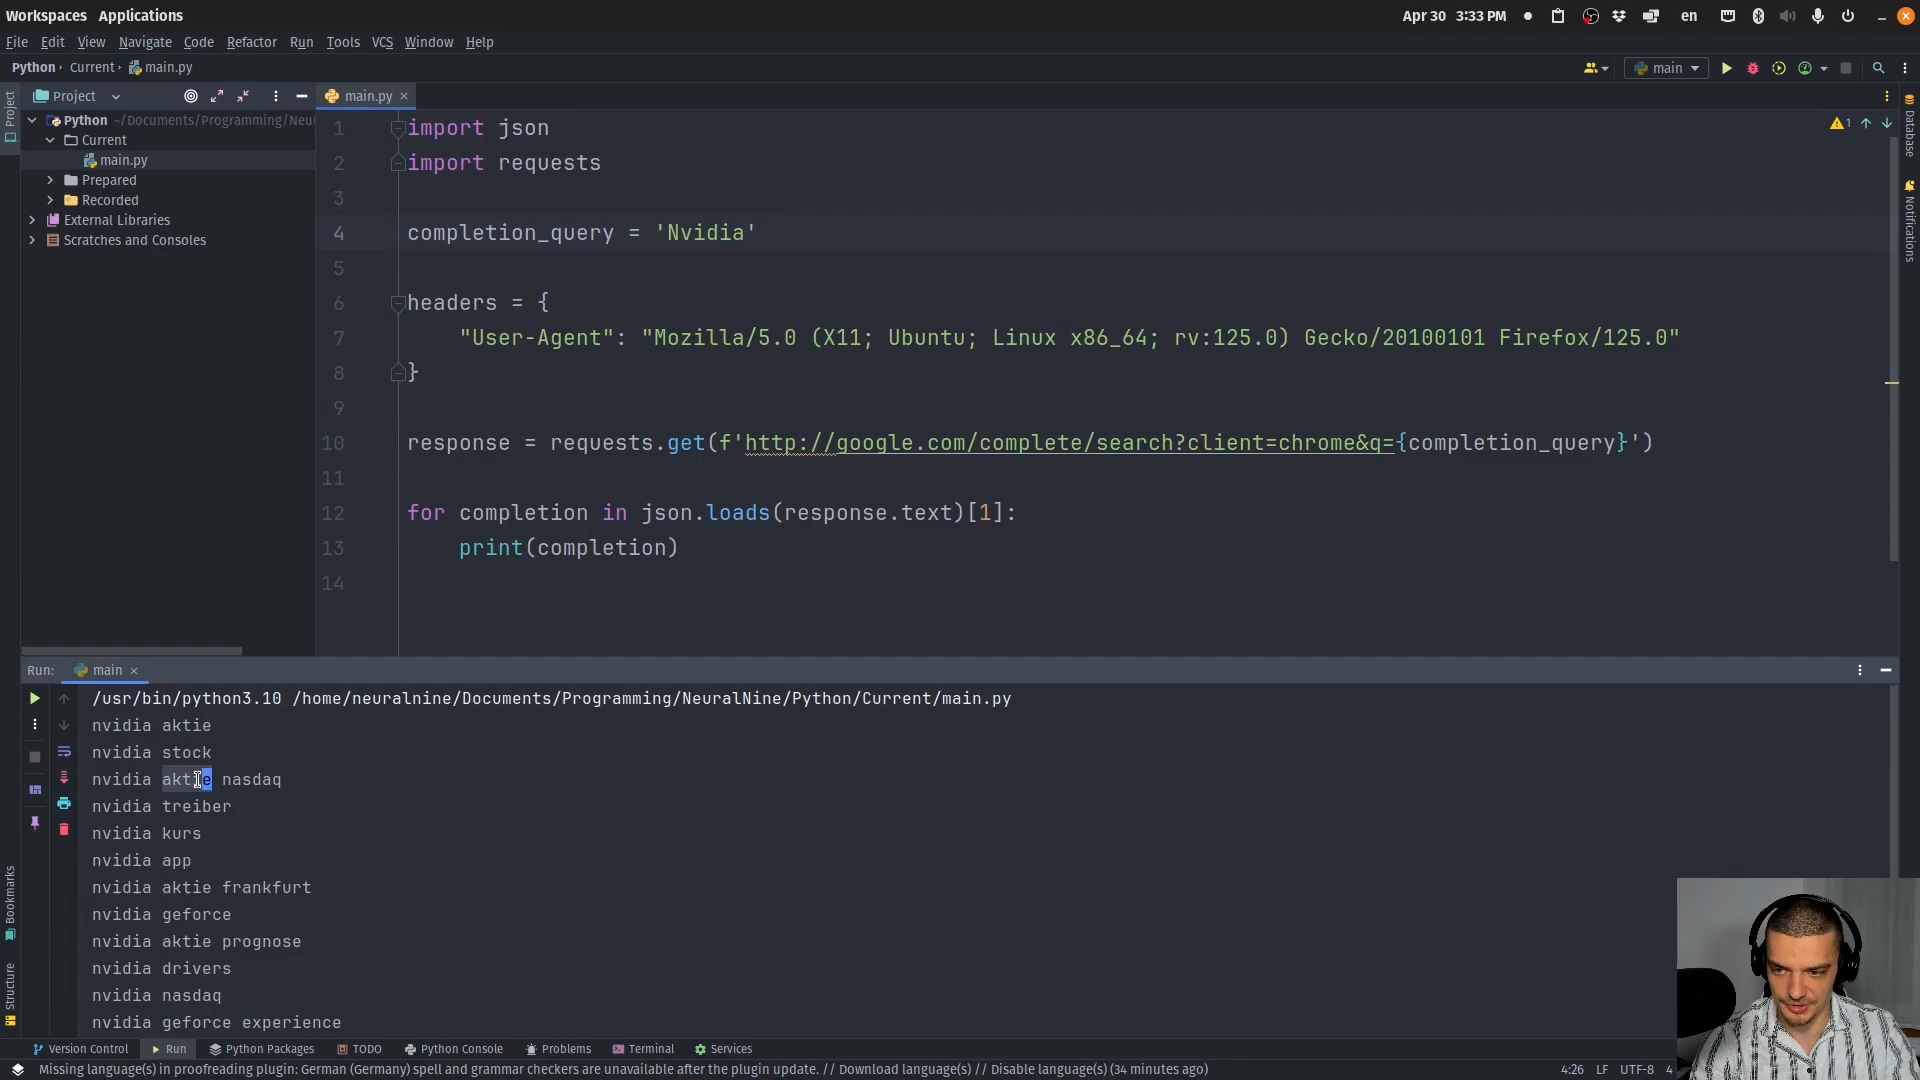 Workspaces Applications
Apr 30 3:33 PM
en
File Edit View Navigate Code Refactor Run Tools VCS Window Help
Python Current main.py
main
Project
Project
main.py
Python ~/Documents/Programming/Neu
Current
main.py
Prepared
Recorded
External Libraries
Scratches and Consoles
1 import json
2 import requests
3
4 completion_query = 'Nvidia'
5
6 headers = {
7 "User-Agent": "Mozilla/5.0 (X11; Ubuntu; Linux x86_64; rv:125.0) Gecko/20100101 Firefox/125.0"
8 }
9
10 response = requests.get(f'http://google.com/complete/search?client=chrome&q={completion_query}')
11
12 for completion in json.loads(response.text)[1]:
13 print(completion)
14
1
Database
Notifications
Run: main
/usr/bin/python3.10 /home/neuralnine/Documents/Programming/NeuralNine/Python/Current/main.py
nvidia aktie
nvidia stock
nvidia aktie nasdaq
nvidia treiber
nvidia kurs
nvidia app
nvidia aktie frankfurt
nvidia geforce
nvidia aktie prognose
nvidia drivers
nvidia nasdaq
nvidia geforce experience
Bookmarks
Structure
Version Control Run Python Packages TODO Python Console Problems Terminal Services
Missing language(s) in proofreading plugin: German (Germany) spell and grammar checkers are unavailable after the plugin update. // Download language(s) // Disable language(s) (34 minutes ago)
4:26 LF UTF-8 4